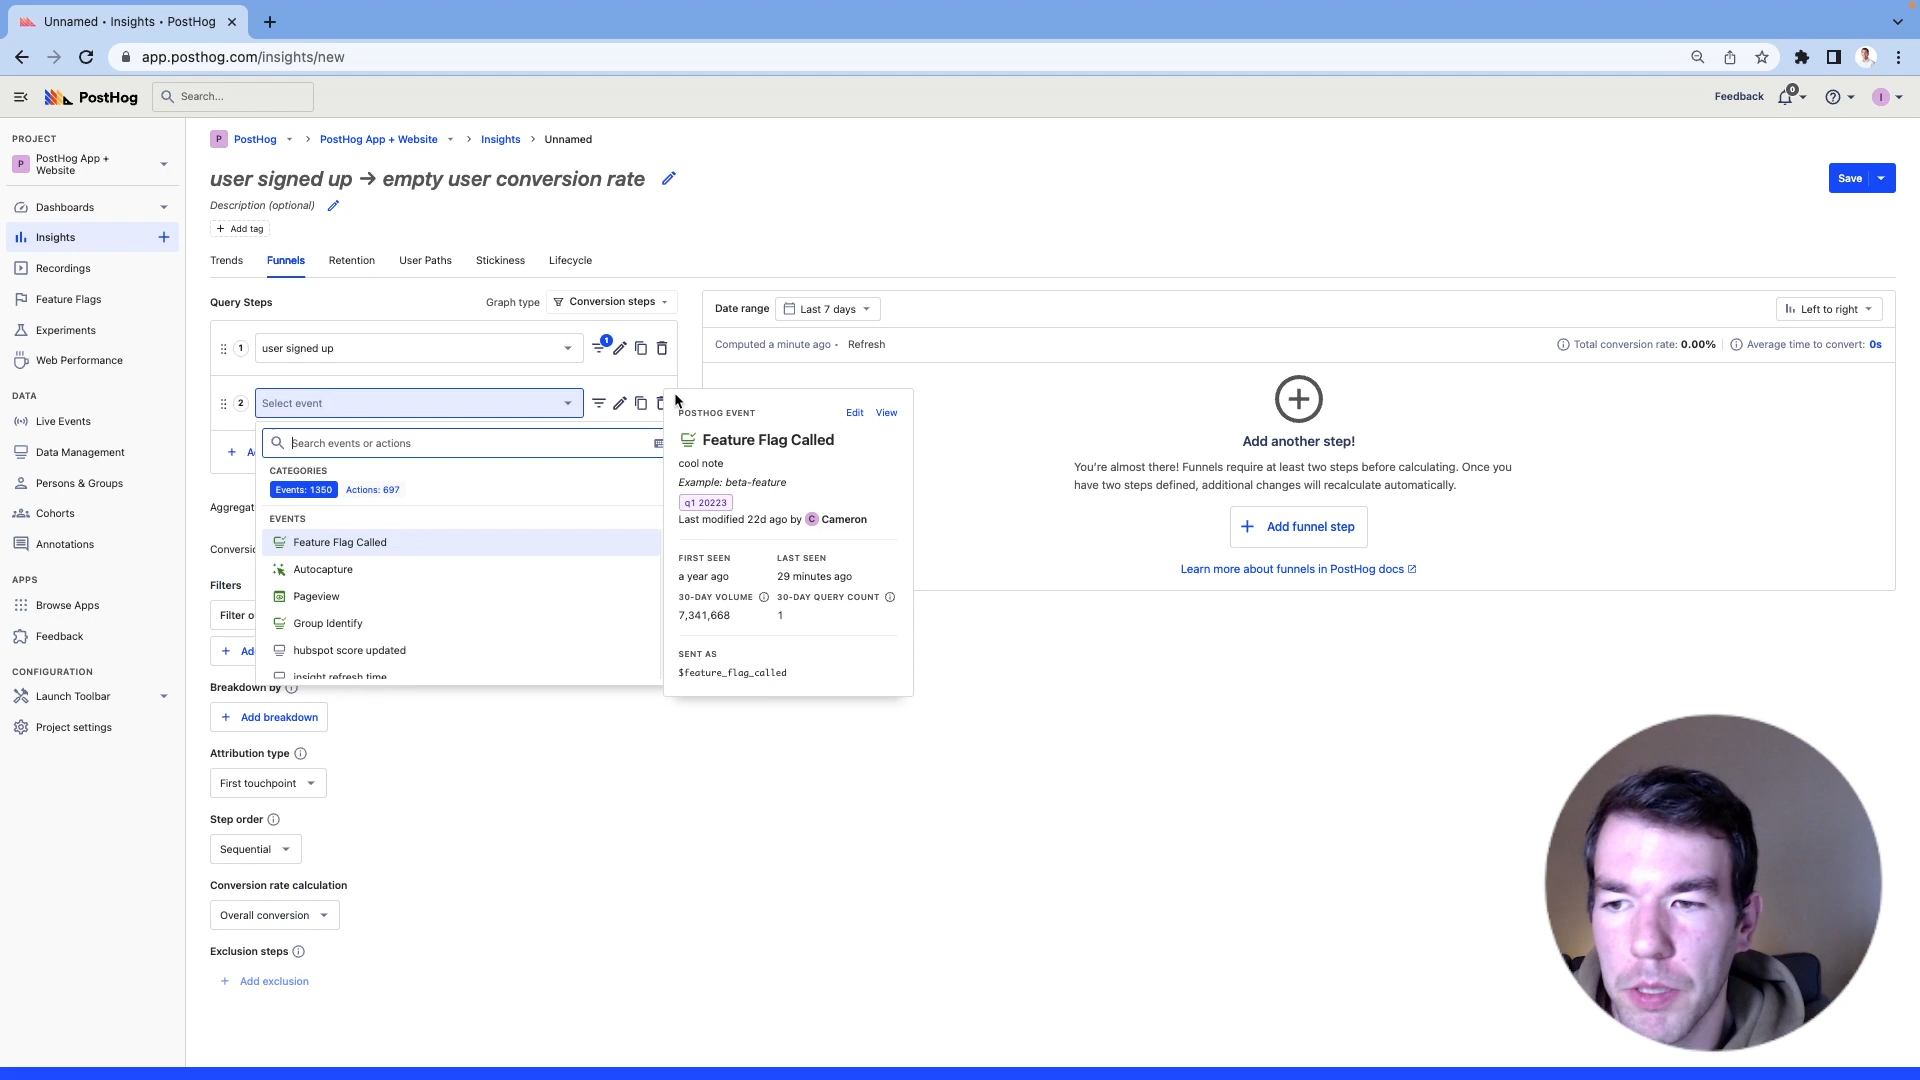 Unnamed • Insights • PostHog
app.posthog.com/insights/new
PostHog
Search...
Feedback
0
I
PROJECT
P
PostHog App +
Website
Dashboards
Insights
Recordings
Feature Flags
Experiments
Web Performance
DATA
Live Events
Data Management
Persons & Groups
Cohorts
Annotations
APPS
Browse Apps
Feedback
CONFIGURATION
Launch Toolbar
Project settings
P PostHog > PostHog App + Website > Insights > Unnamed
user signed up → empty user conversion rate
Save
Description (optional)
+ Add tag
Trends Funnels Retention User Paths Stickiness Lifecycle
Query Steps
Graph type Conversion steps
1 user signed up 1
2 Select event
Search events or actions
CATEGORIES
Events: 1350 Actions: 697
EVENTS
Feature Flag Called
Autocapture
Pageview
Group Identify
hubspot score updated
insight refresh time
Filters
Breakdown by
+ Add breakdown
Attribution type
First touchpoint
Step order
Sequential
Conversion rate calculation
Overall conversion
Exclusion steps
+ Add exclusion
POSTHOG EVENT Edit View
Feature Flag Called
cool note
Example: beta-feature
q1 20223
Last modified 22d ago by C Cameron
FIRST SEEN LAST SEEN
a year ago 29 minutes ago
30-DAY VOLUME 30-DAY QUERY COUNT
7,341,668 1
SENT AS
$feature_flag_called
Date range Last 7 days
Left to right
Computed a minute ago • Refresh
Total conversion rate: 0.00% Average time to convert: 0s
Add another step!
You're almost there! Funnels require at least two steps before calculating. Once you
have two steps defined, additional changes will recalculate automatically.
+ Add funnel step
Learn more about funnels in PostHog docs